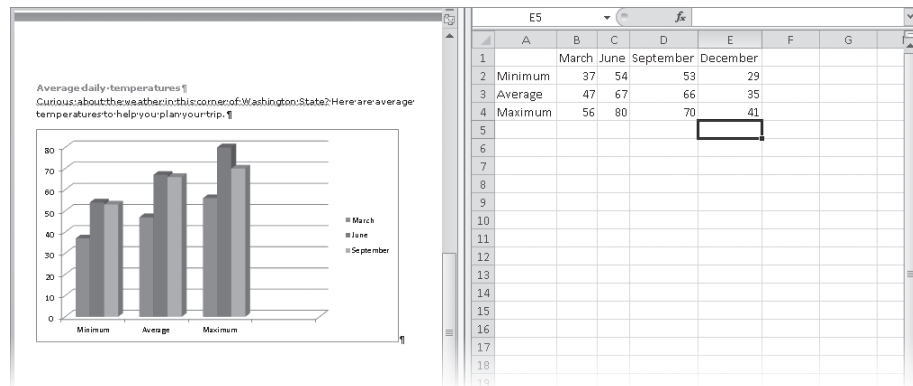 Average daily temperatures¶
Curious about the weather in this corner of Washington State? Here are average
temperatures to help you plan your trip.¶
80
70
60
50
40
30
20
10
0
Minimum Average Maximum
March
June
September
¶
E5 fx
A B C D E F G
1 March June September December
2 Minimum 37 54 53 29
3 Average 47 67 66 35
4 Maximum 56 80 70 41
5
6
7
8
9
10
11
12
13
14
15
16
17
18
19